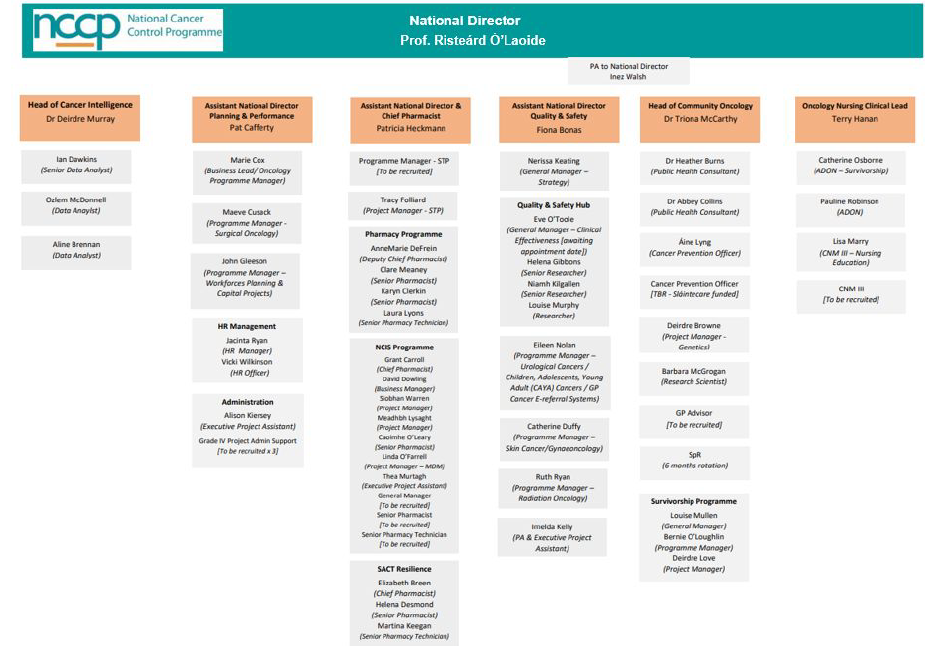 nccp
National Cancer
Control Programme
National Director
Prof. Risteárd Ó'Laoide
PA to National Director
Inez Walsh
Head of Cancer Intelligence
Dr Deirdre Murray
Ian Dawkins
(Senior Data Analyst)
Ozlem McDonnell
(Data Anaylst)
Aline Brennan
(Data Analyst)
Assistant National Director
Planning & Performance
Pat Cafferty
Marie Cox
(Business Lead/Oncology
Programme Manager)
Maeve Cusack
(Programme Manager -
Surgical Oncology)
John Gleeson
(Programme Manager –
Workforces Planning &
Capital Projects)
HR Management
Jacinta Ryan
(HR Manager)
Vicki Wilkinson
(HR Officer)
Administration
Alison Kiersey
(Executive Project Assistant)
Grade IV Project Admin Support
[To be recruited x 3]
Assistant National Director &
Chief Pharmacist
Patricia Heckmann
Programme Manager - STP
[To be recruited]
Tracy Folliard
(Project Manager - STP)
Pharmacy Programme
AnneMarie DeFrein
(Deputy Chief Pharmacist)
Clare Meaney
(Senior Pharmacist)
Karyn Clerkin
(Senior Pharmacist)
Laura Lyons
(Senior Pharmacy Technician)
NCIS Programme
Grant Carroll
(Chief Pharmacist)
David Dowling
(Business Manager)
Siobhan Warren
(Project Manager)
Meadhbh Lysaght
(Project Manager)
Caoimhe O'Leary
(Senior Pharmacist)
Linda O'Farrell
(Project Manager – MDM)
Thea Murtagh
(Executive Project Assistant)
General Manager
[To be recruited]
Senior Pharmacist
[To be recruited]
Senior Pharmacy Technician
[To be recruited]
SACT Resilience
Elizabeth Breen
(Chief Pharmacist)
Helena Desmond
(Senior Pharmacist)
Martina Keegan
(Senior Pharmacy Technician)
Assistant National Director
Quality & Safety
Fiona Bonas
Nerissa Keating
(General Manager –
Strategy)
Quality & Safety Hub
Eve O'Toole
(General Manager – Clinical
Effectiveness [awaiting
appointment date])
Helena Gibbons
(Senior Researcher)
Niamh Kilgallen
(Senior Researcher)
Louise Murphy
(Researcher)
Eileen Nolan
(Programme Manager –
Urological Cancers /
Children, Adolescents, Young
Adult (CAYA) Cancers / GP
Cancer E-referral Systems)
Catherine Duffy
(Programme Manager –
Skin Cancer/Gynaeoncology)
Ruth Ryan
(Programme Manager –
Radiation Oncology)
Imelda Kelly
(PA & Executive Project
Assistant)
Head of Community Oncology
Dr Triona McCarthy
Dr Heather Burns
(Public Health Consultant)
Dr Abby Collins
(Public Health Consultant)
Áine Lyng
(Cancer Prevention Officer)
Cancer Prevention Officer
[TBR - Sláintecare funded]
Deirdre Browne
(Project Manager -
Genetics)
Barbara McGrogan
(Research Scientist)
GP Advisor
[To be recruited]
SpR
(6 months rotation)
Survivorship Programme
Louise Mullen
(General Manager)
Bernie O'Loughlin
(Programme Manager)
Deirdre Love
(Project Manager)
Oncology Nursing Clinical Lead
Terry Hanan
Catherine Osborne
(ADON – Survivorship)
Pauline Robinson
(ADON)
Lisa Marry
(CNM III – Nursing
Education)
CNM III
[To be recruited]